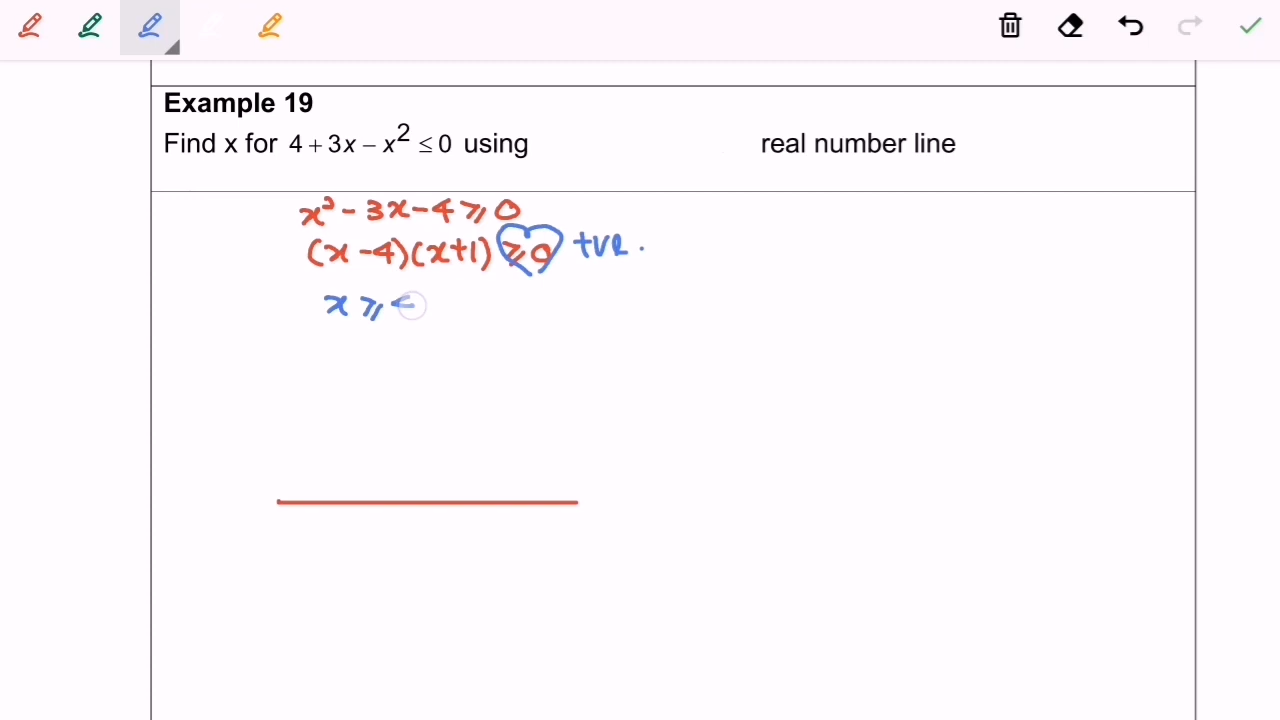 Example 19
Find x for 4 + 3x − x² ≤ 0 using real number line
x² - 3x - 4 ⩾ 0
(x - 4)(x + 1) ⩾ 0 +VR.
x ⩾